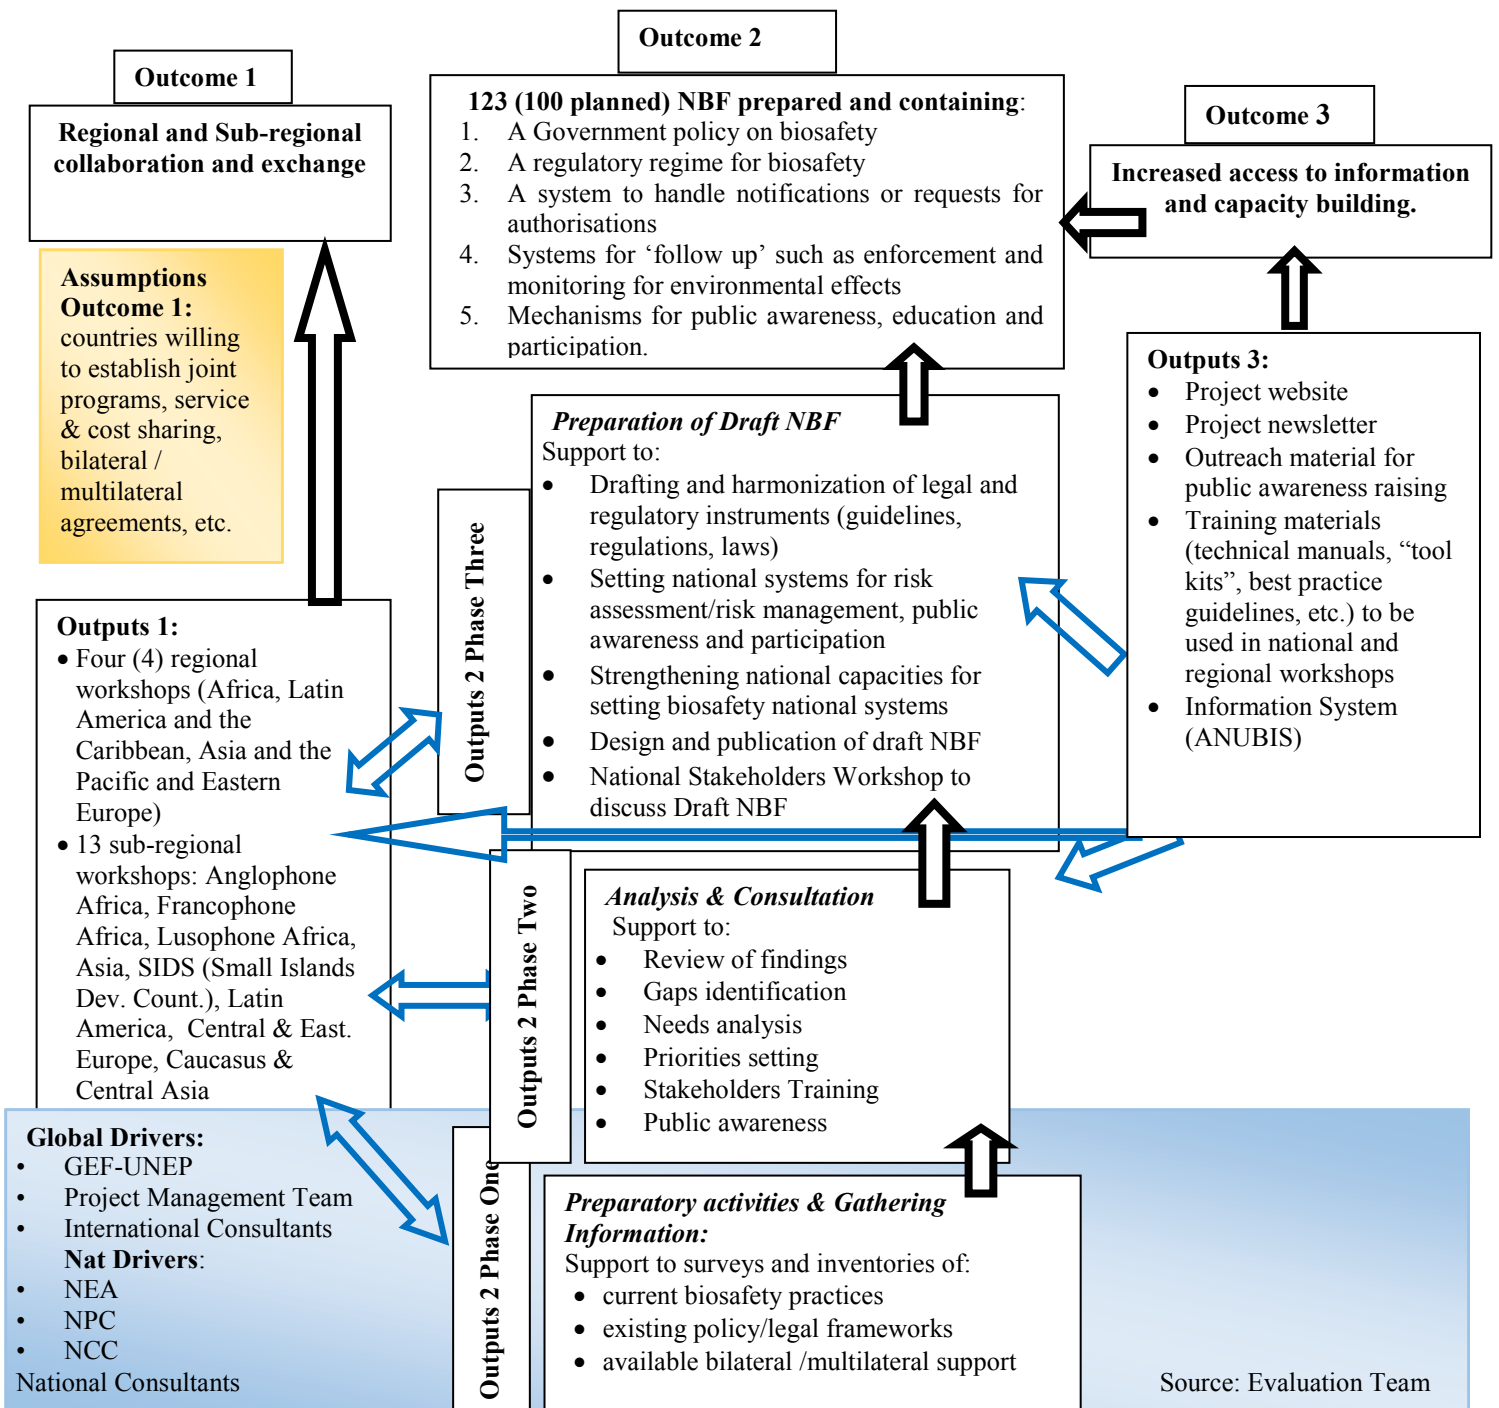 Outcome 1
Regional and Sub-regional
collaboration and exchange
Assumptions
Outcome 1:
countries willing
to establish joint
programs, service
& cost sharing,
bilateral /
multilateral
agreements, etc.
Outputs 1:
• Four (4) regional
workshops (Africa, Latin
America and the
Caribbean, Asia and the
Pacific and Eastern
Europe)
• 13 sub-regional
workshops: Anglophone
Africa, Francophone
Africa, Lusophone Africa,
Asia, SIDS (Small Islands
Dev. Count.), Latin
America, Central & East.
Europe, Caucasus &
Central Asia
Outcome 2
123 (100 planned) NBF prepared and containing:
1. A Government policy on biosafety
2. A regulatory regime for biosafety
3. A system to handle notifications or requests for
authorisations
4. Systems for ‘follow up’ such as enforcement and
monitoring for environmental effects
5. Mechanisms for public awareness, education and
participation.
Outputs 2 Phase Three
Preparation of Draft NBF
Support to:
• Drafting and harmonization of legal and
regulatory instruments (guidelines,
regulations, laws)
• Setting national systems for risk
assessment/risk management, public
awareness and participation
• Strengthening national capacities for
setting biosafety national systems
• Design and publication of draft NBF
• National Stakeholders Workshop to
discuss Draft NBF
Outputs 2 Phase Two
Analysis & Consultation
Support to:
• Review of findings
• Gaps identification
• Needs analysis
• Priorities setting
• Stakeholders Training
• Public awareness
Outputs 2 Phase One
Preparatory activities & Gathering
Information:
Support to surveys and inventories of:
• current biosafety practices
• existing policy/legal frameworks
• available bilateral /multilateral support
Outcome 3
Increased access to information
and capacity building.
Outputs 3:
• Project website
• Project newsletter
• Outreach material for
public awareness raising
• Training materials
(technical manuals, “tool
kits”, best practice
guidelines, etc.) to be
used in national and
regional workshops
• Information System
(ANUBIS)
Global Drivers:
• GEF-UNEP
• Project Management Team
• International Consultants
Nat Drivers:
• NEA
• NPC
• NCC
National Consultants
Source: Evaluation Team